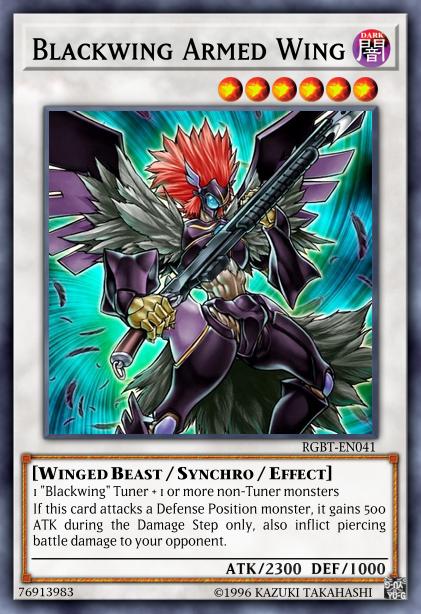 BLACKWING ARMED WING
DARK
闇
RGBT-EN041
[WINGED BEAST / SYNCHRO / EFFECT]
1 "Blackwing" Tuner + 1 or more non-Tuner monsters
If this card attacks a Defense Position monster, it gains 500
ATK during the Damage Step only, also inflict piercing
battle damage to your opponent.
ATK/2300 DEF/1000
76913983
©1996 KAZUKI TAKAHASHI